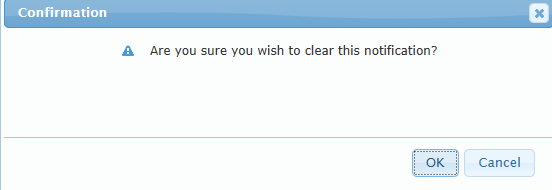 Confirmation
Are you sure you wish to clear this notification?
OK
Cancel